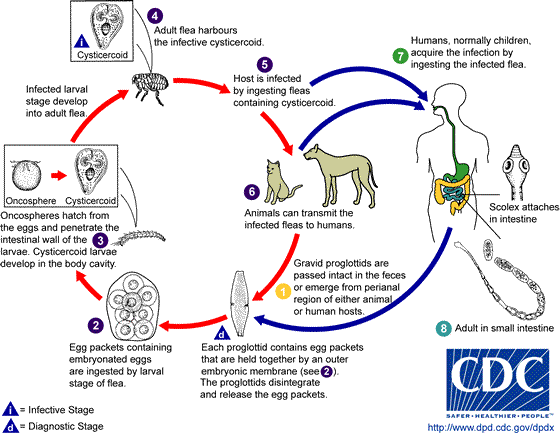 i
Cysticercoid
4
Adult flea harbours
the infective cysticercoid.
5
Host is infected
by ingesting fleas
containing cysticercoid.
7
Humans, normally children,
acquire the infection by
ingesting the infected flea.
Infected larval
stage develop
into adult flea.
Oncosphere
Cysticercoid
Oncospheres hatch from
the eggs and penetrate the
intestinal wall of the
larvae. Cysticercoid larvae
develop in the body cavity.
3
6
Animals can transmit the
infected fleas to humans.
Scolex attaches
in intestine
1
Gravid proglottids are
passed intact in the feces
or emerge from perianal
region of either animal
or human hosts.
2
Egg packets containing
embryonated eggs
are ingested by larval
stage of flea.
d
Each proglottid contains egg packets
that are held together by an outer
embryonic membrane (see 2).
The proglottids disintegrate
and release the egg packets.
8 Adult in small intestine
i = Infective Stage
d = Diagnostic Stage
CDC
SAFER·HEALTHIER·PEOPLE™
http://www.dpd.cdc.gov/dpdx